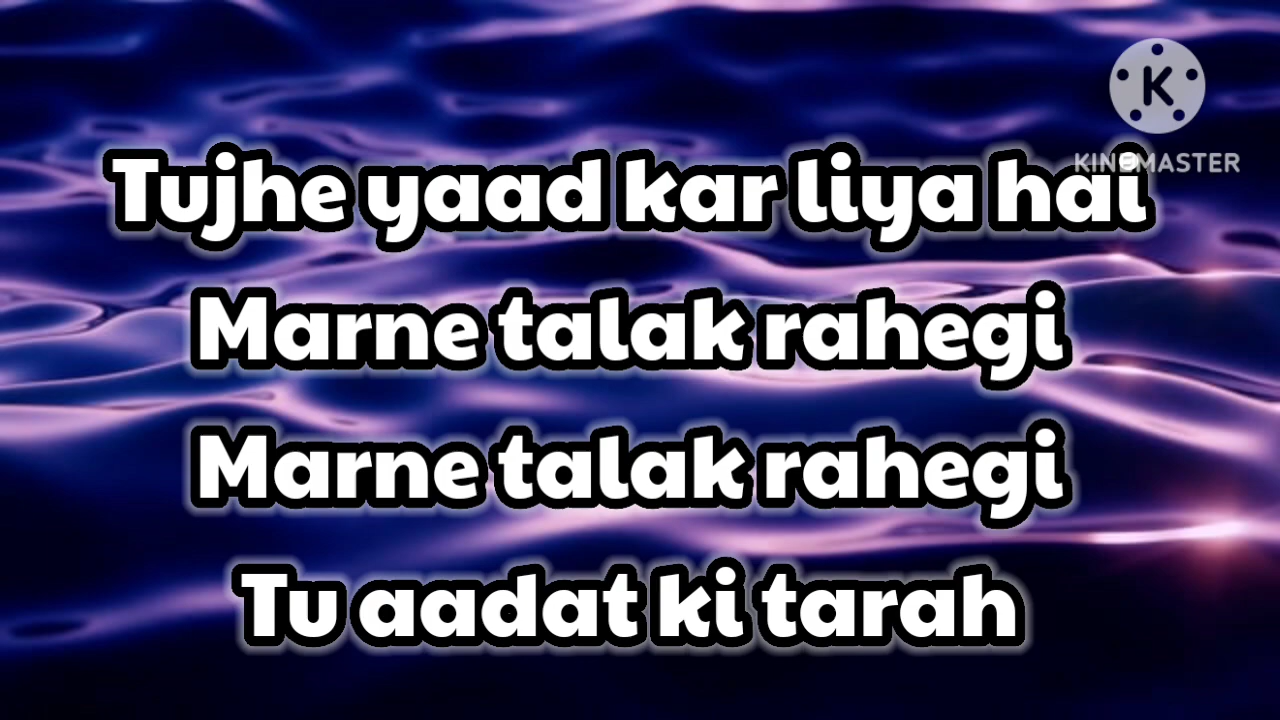 K
KINEMASTER
Tujhe yaad kar liya hai
Marne talak rahegi
Marne talak rahegi
Tu aadat ki tarah